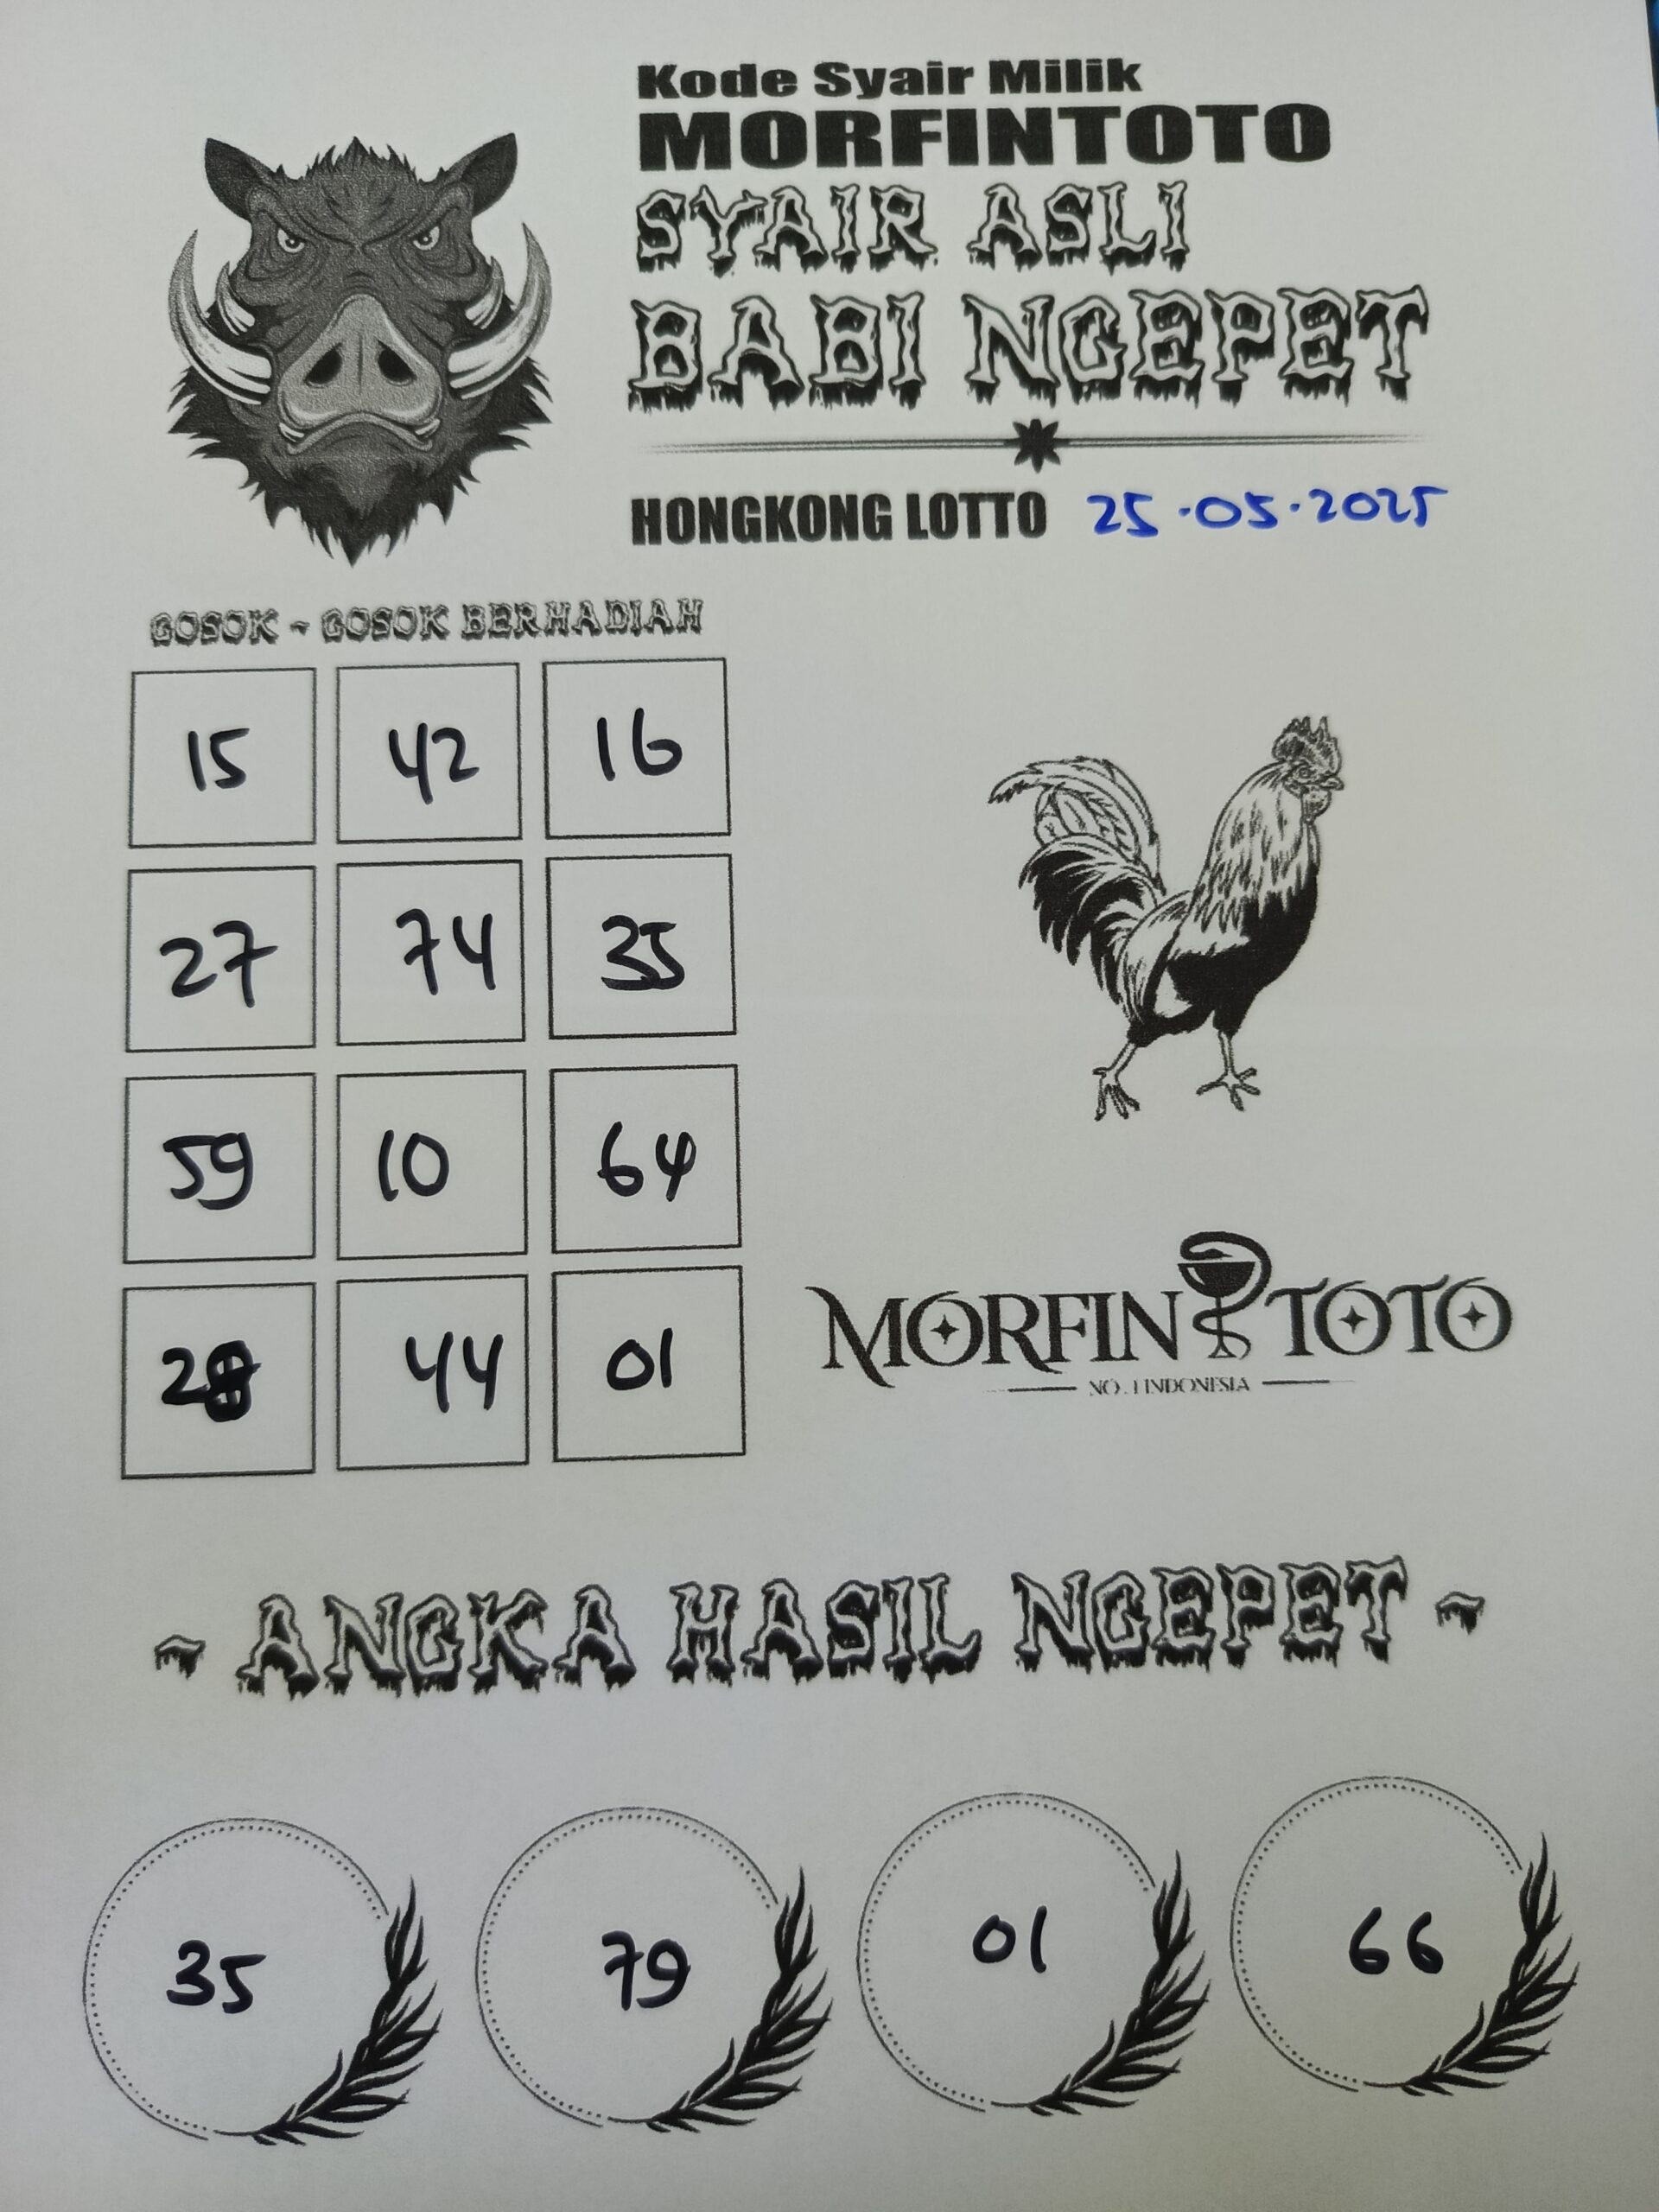 Kode Syair Milik
MORFINTOTO
SYAIR ASLI
BABI NGEPET
HONGKONG LOTTO 25.05.2025
GOSOK - GOSOK BERHADIAH
15 42 16
27 74 35
59 10 64
44 01
MORFIN TOTO
NO. 1 INDONESIA
~ ANGKA HASIL NGEPET ~
35 79 01 66